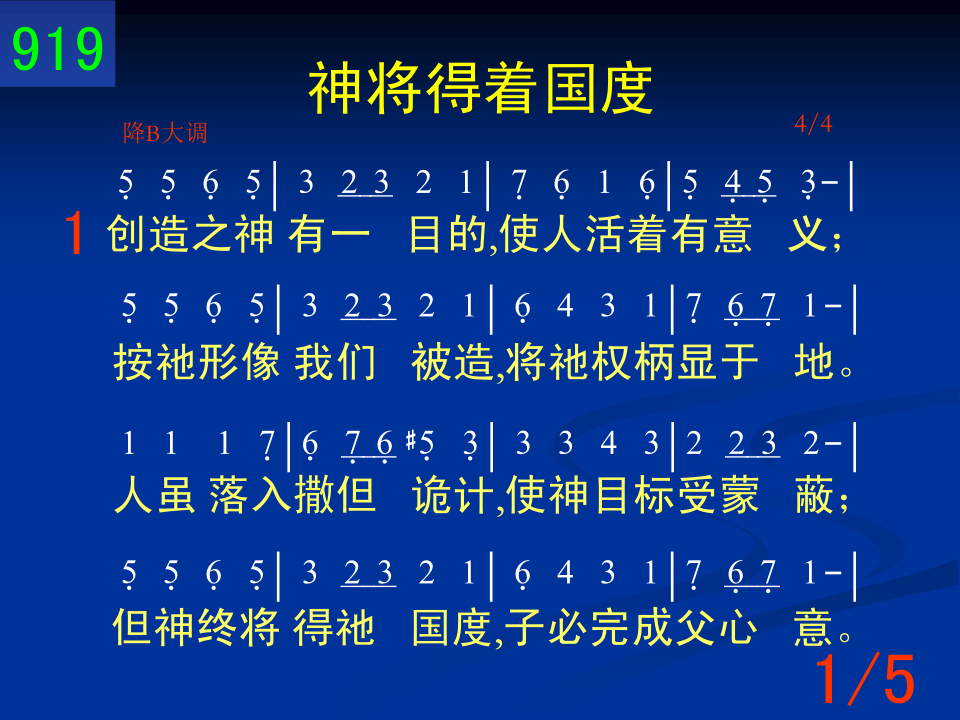 919
神将得着国度
降B大调 4/4
5̣ 5̣ 6̣ 5̣ | 3 2 3 2 1 | 7̣ 6̣ 1 6̣ | 5̣ 4̣ 5̣ 3̣ - |
1 创造之神 有一 目的,使人活着有意 义;
5̣ 5̣ 6̣ 5̣ | 3 2 3 2 1 | 6̣ 4 3 1 | 7̣ 6̣ 7̣ 1 - |
按祂形像 我们 被造,将祂权柄显于 地。
1 1 1 7̣ | 6̣ 7̣ 6̣ #5̣ 3̣ | 3 3 4 3 | 2 2 3 2 - |
人虽 落入撒但 诡计,使神目标受蒙 蔽;
5̣ 5̣ 6̣ 5̣ | 3 2 3 2 1 | 6̣ 4 3 1 | 7̣ 6̣ 7̣ 1 - |
但神终将 得祂 国度,子必完成父心 意。
1/5